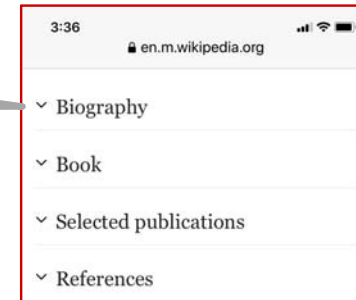 3:36
en.m.wikipedia.org
Biography
Book
Selected publications
References